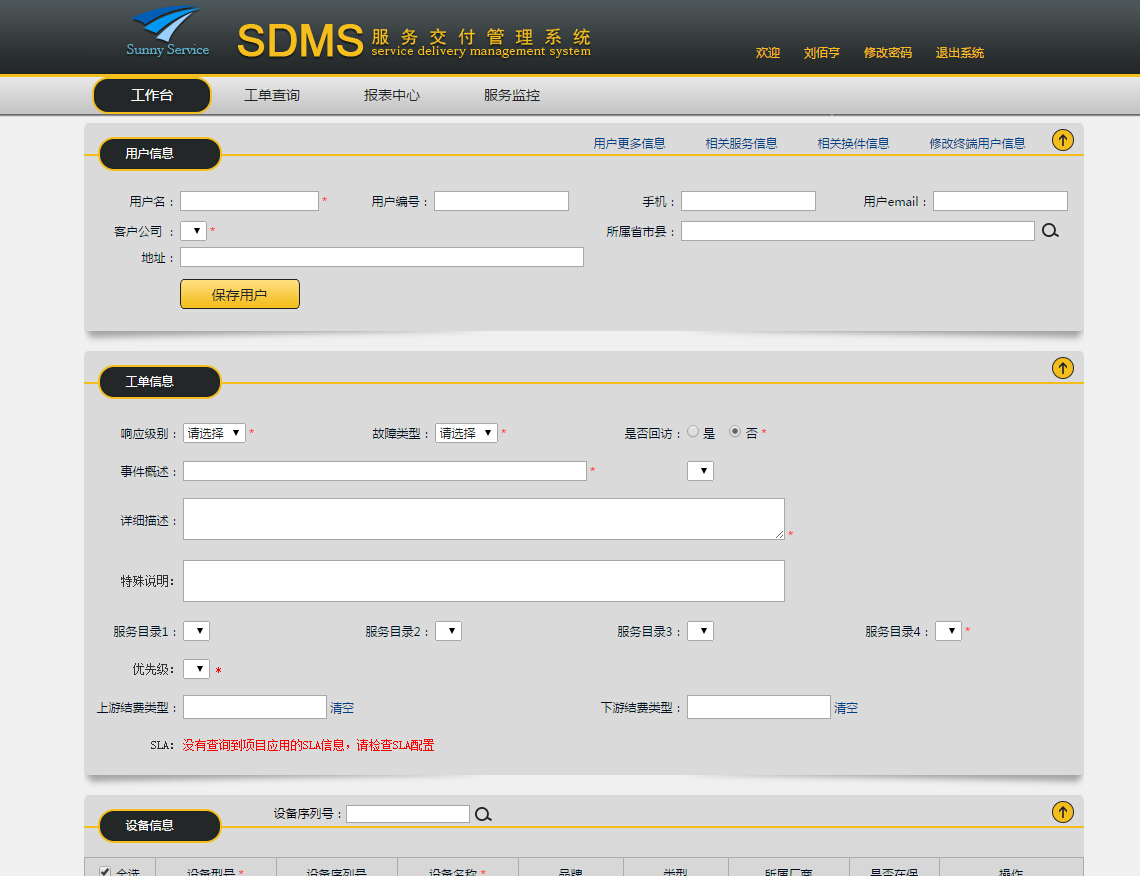 Sunny Service
SDMS 服务交付管理系统
service delivery management system
欢迎 刘佰亨 修改密码 退出系统
工作台 工单查询 报表中心 服务监控
用户信息 用户更多信息 相关服务信息 相关换件信息 修改终端用户信息
用户名： * 用户编号： 手机： 用户email：
客户公司 ： * 所属省市县：
地址：
保存用户
工单信息
响应级别： 请选择 * 故障类型： 请选择 * 是否回访： 是 否 *
事件概述： *
详细描述： *
特殊说明：
服务目录1： 服务目录2： 服务目录3： 服务目录4： *
优先级： *
上游结费类型： 清空 下游结费类型： 清空
SLA： 没有查询到项目应用的SLA信息，请检查SLA配置
设备信息 设备序列号：
全选 设备型号* 设备序列号 设备名称* 品牌 类型 所属厂商 是否在保 操作